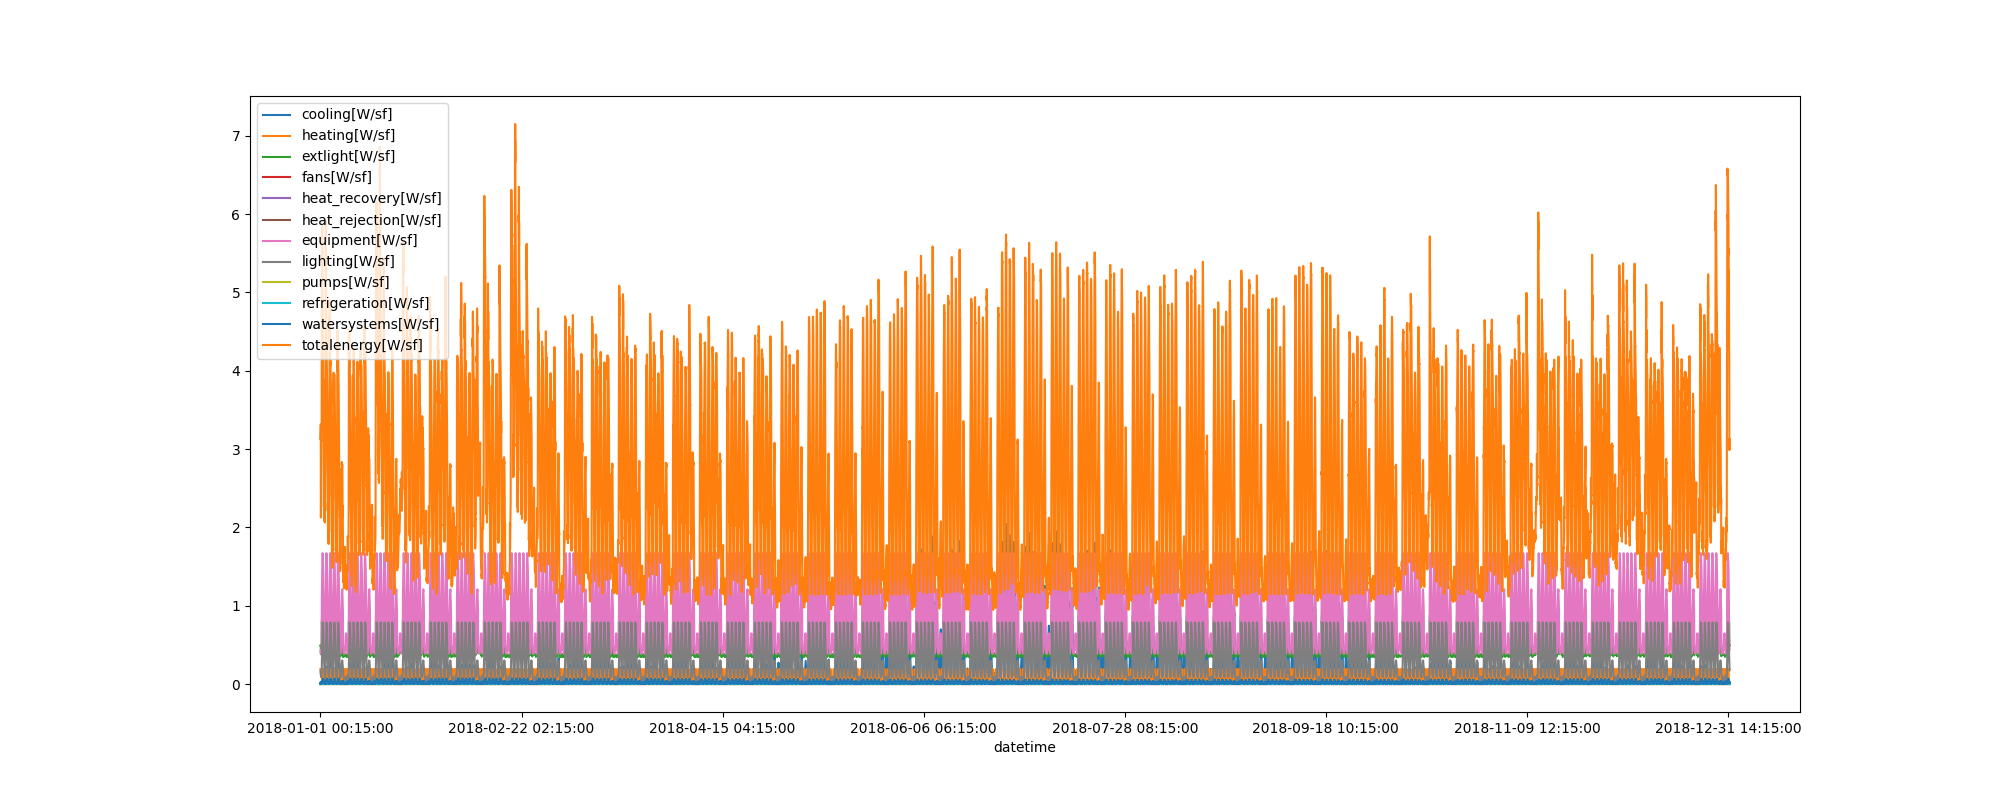 cooling[W/sf]
heating[W/sf]
extlight[W/sf]
fans[W/sf]
heat_recovery[W/sf]
heat_rejection[W/sf]
equipment[W/sf]
lighting[W/sf]
pumps[W/sf]
refrigeration[W/sf]
watersystems[W/sf]
totalenergy[W/sf]
7
6
5
4
3
2
1
0
2018-01-01 00:15:00 2018-02-22 02:15:00 2018-04-15 04:15:00 2018-06-06 06:15:00 2018-07-28 08:15:00 2018-09-18 10:15:00 2018-11-09 12:15:00 2018-12-31 14:15:00
datetime